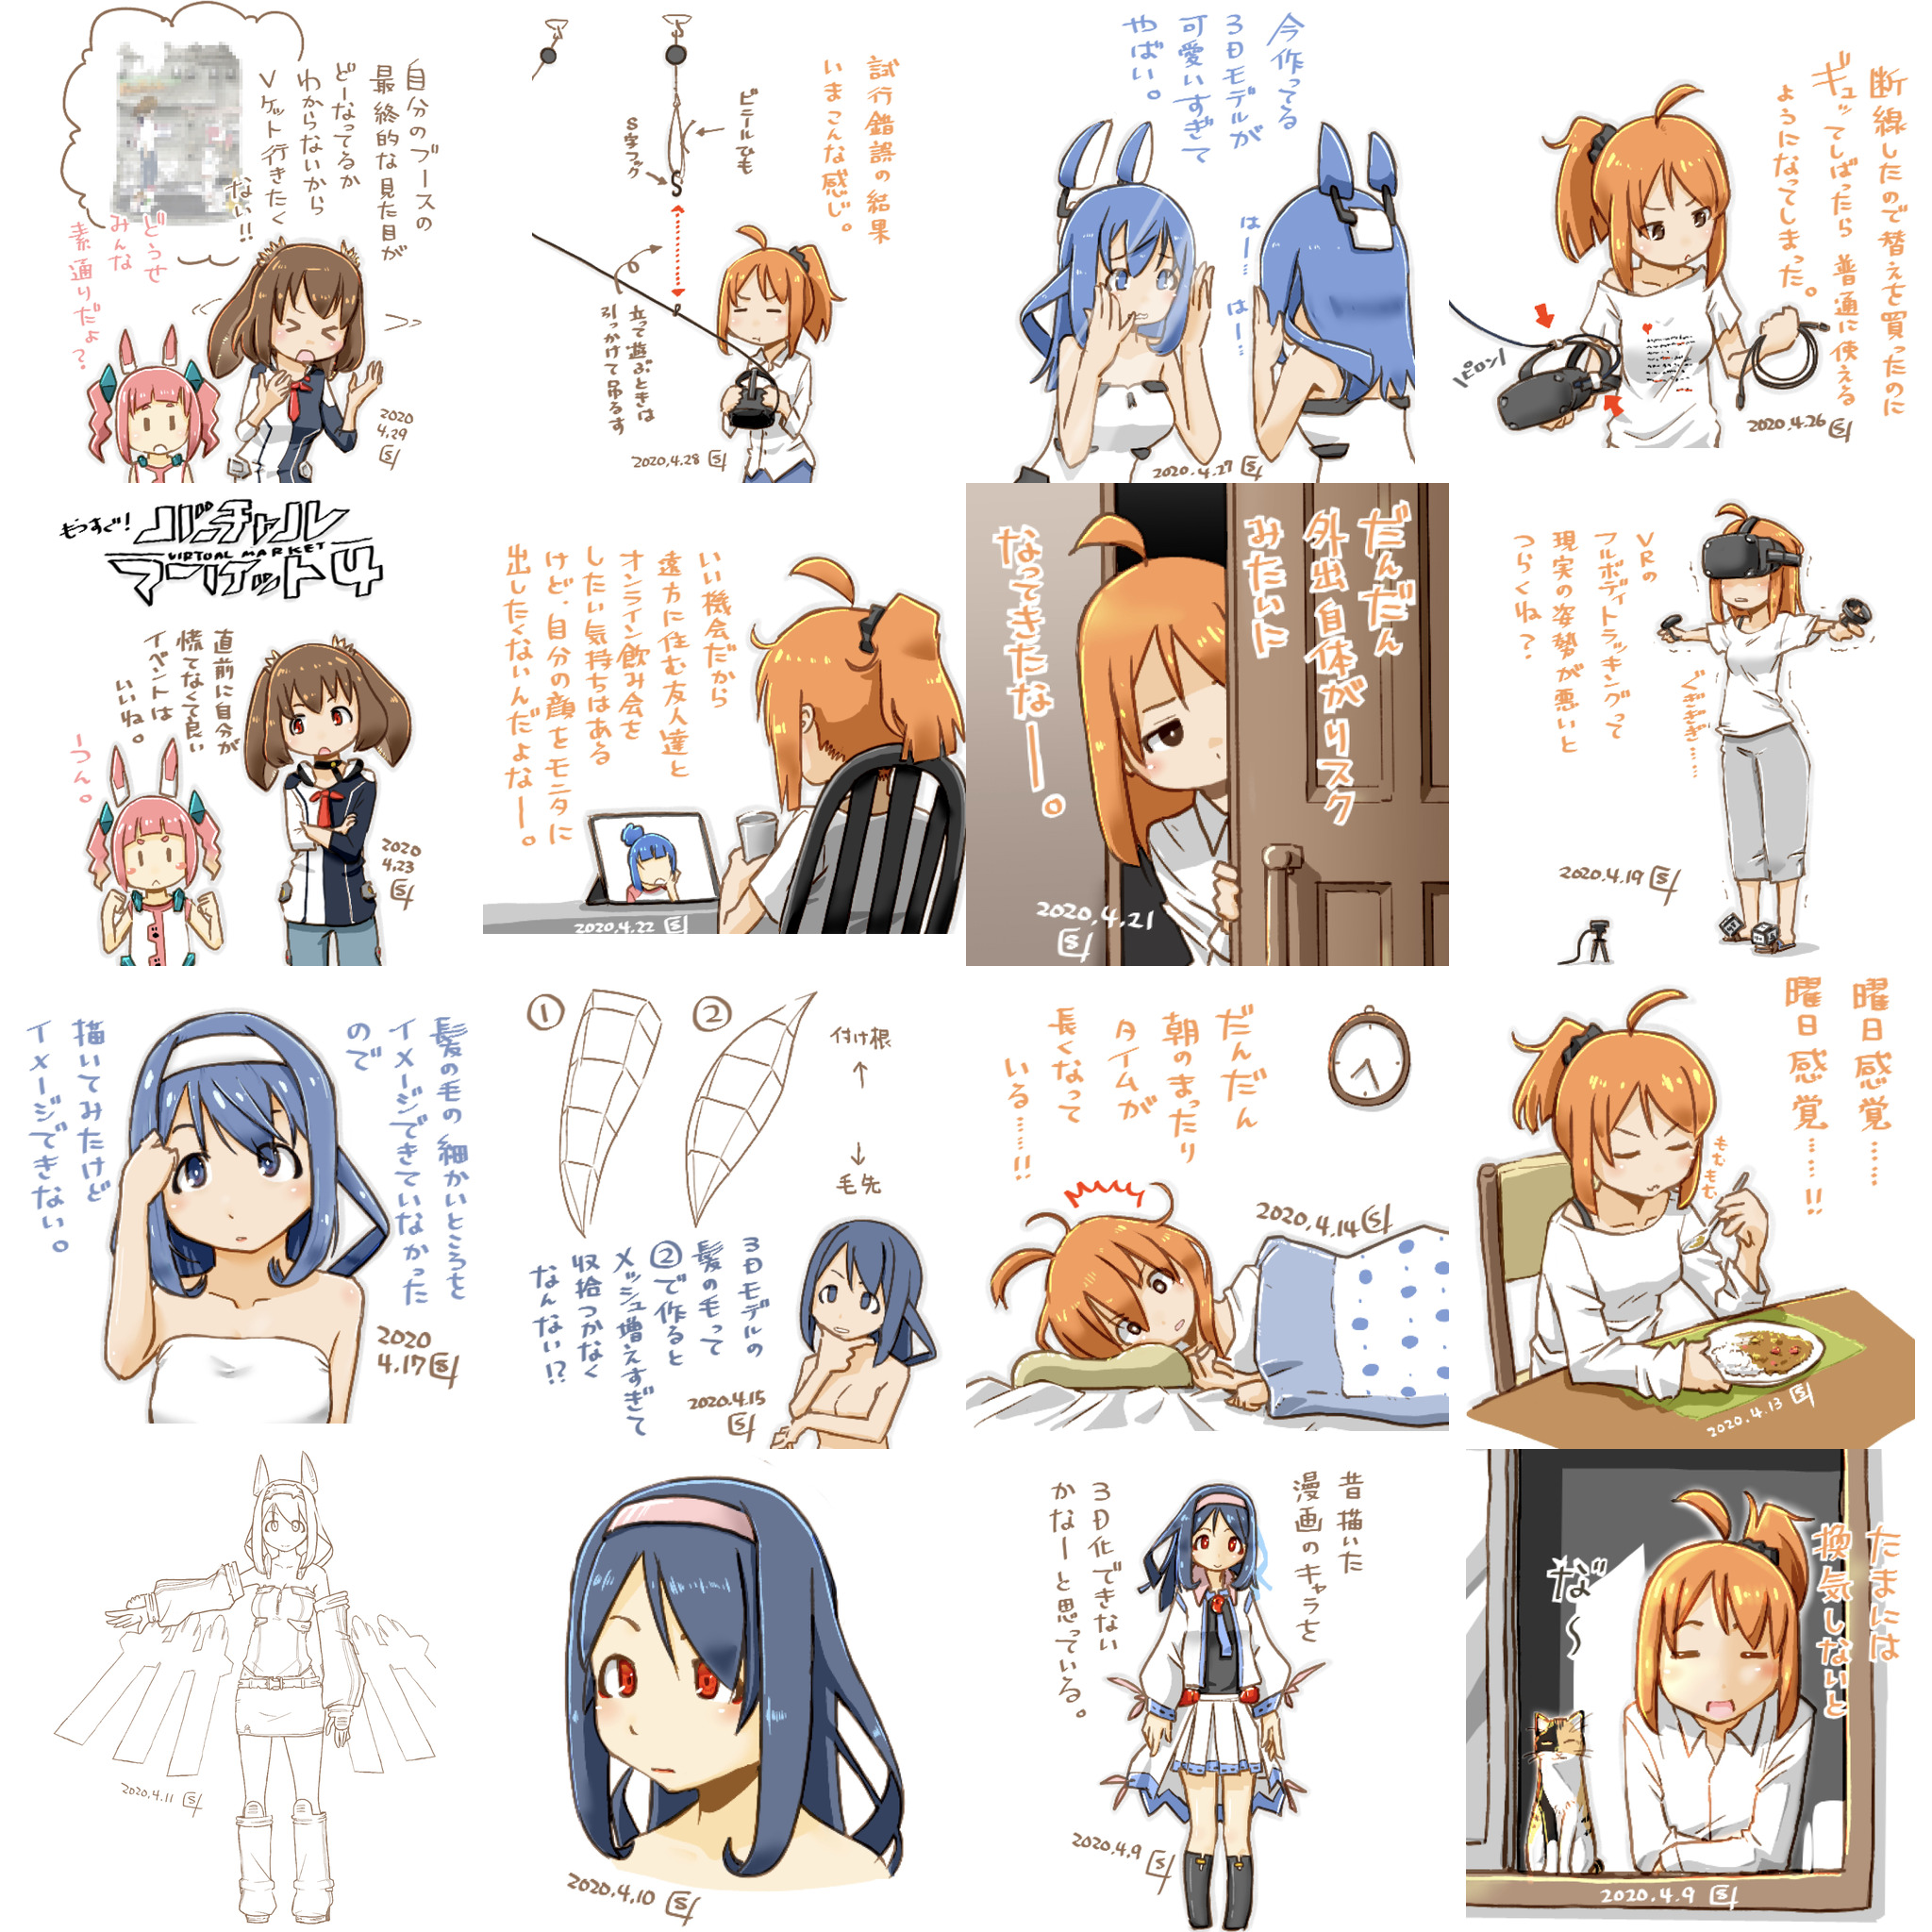 自分のブースの
最終的な見た目が
どーなってるか
わからないから
Vケット行きたく
ない!!
どうせ
みんな
素通りだよ?
2020
4.29
試行錯誤の結果
いまこんな感じ。
ビニールひも
S字フック
立って遊ぶときは
引っかけて吊るす
2020.4.28
今作ってる
3Dモデルが
可愛いすぎて
やばい。
はー…
はー…
2020.4.27
断線したので替えを買ったのに
ギュッてしばったら普通に使える
ようになってしまった。
ピロン
2020.4.26
もうすぐ!
バーチャル
VIRTUAL MARKET
マーケット4
直前に自分が
慌てなくて良い
イベントは
いいね。
ーつん。
2020
4.23
いい機会だから
遠方に住む友人達と
オンライン飲み会を
したい気持ちはある
けど、自分の顔をモニタに
出したくないんだよなー。
2020.4.22
だんだん
外出自体がリスク
みたいに
なってきたなー。
2020.4.21
VRの
フルボディトラッキングって
現実の姿勢が悪いと
つらくね?
ぐぎぎぎ……
2020.4.19
髪の毛の細かいところを
イメージできていなかった
ので
描いてみたけど
イメージできない。
2020
4.17
①
②
付け根
毛先
3Dモデルの
髪の毛って
②で作ると
メッシュ増えすぎて
収拾つかなく
なんない!?
2020.4.15
だんだん
朝のまったり
タイムが
長くなって
いる……!!
2020.4.14
曜日感覚……
曜日感覚……!!
もむもむ
2020.4.13
2020.4.11
2020.4.10
昔描いた
漫画のキャラを
3D化できない
かなーと思っている。
2020.4.9
たまには
換気しないと
な〜
2020.4.9